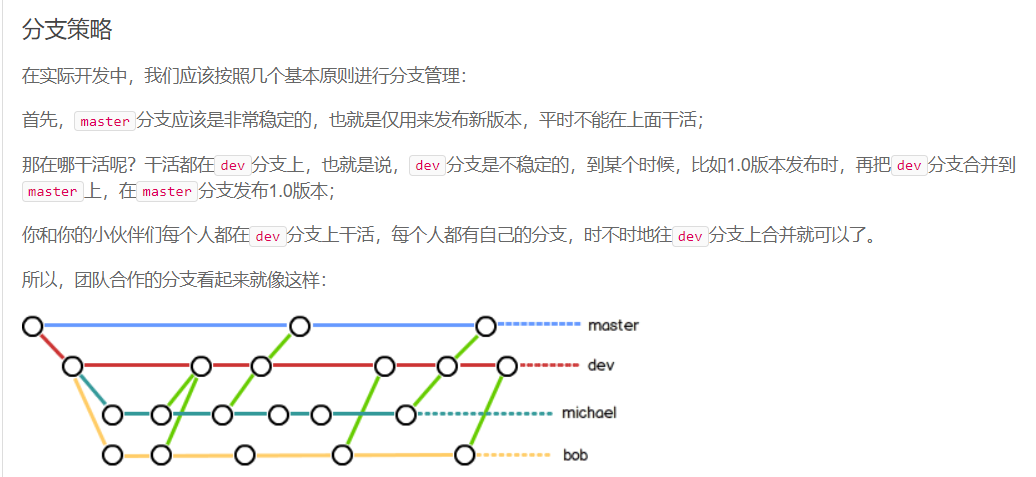 分支策略
在实际开发中，我们应该按照几个基本原则进行分支管理：
首先，master分支应该是非常稳定的，也就是仅用来发布新版本，平时不能在上面干活；
那在哪干活呢？干活都在dev分支上，也就是说，dev分支是不稳定的，到某个时候，比如1.0版本发布时，再把dev分支合并到
master上，在master分支发布1.0版本；
你和你的小伙伴们每个人都在dev分支上干活，每个人都有自己的分支，时不时地往dev分支上合并就可以了。
所以，团队合作的分支看起来就像这样：
master
dev
michael
bob